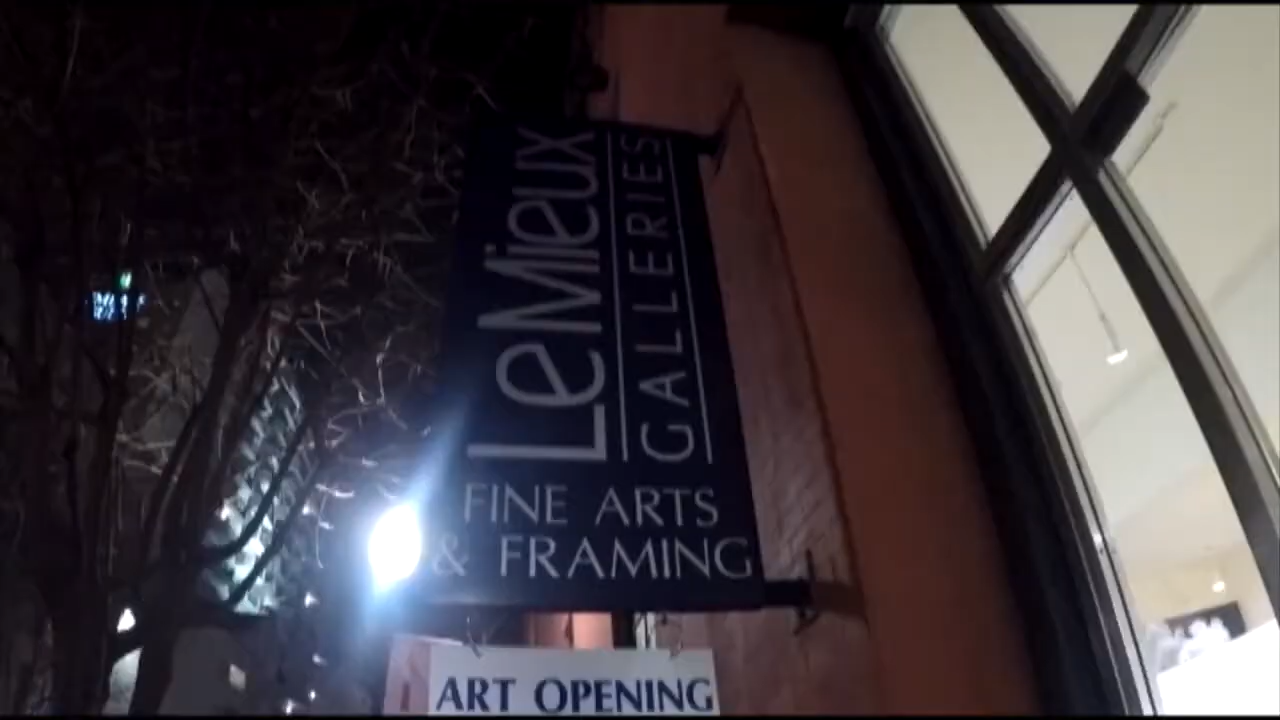 LeMieux
GALLERIES
FINE ARTS
& FRAMING
ART OPENING